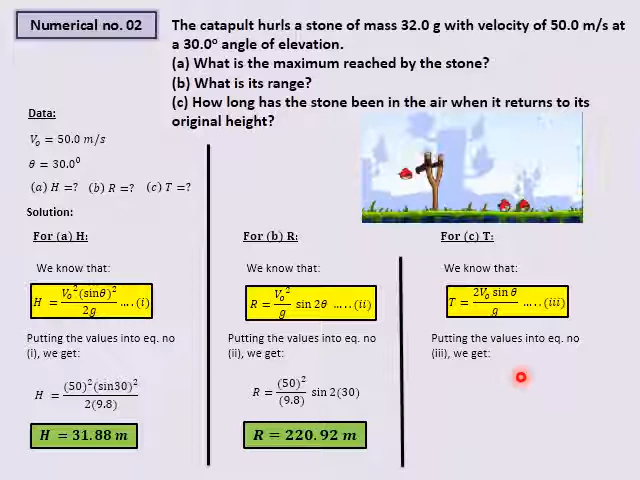 Numerical no. 02
The catapult hurls a stone of mass 32.0 g with velocity of 50.0 m/s at
a 30.0° angle of elevation.
(a) What is the maximum reached by the stone?
(b) What is its range?
(c) How long has the stone been in the air when it returns to its
original height?
Data:
V₀ = 50.0 m/s
θ = 30.0⁰
(a) H =? (b) R =? (c) T =?
Solution:
For (a) H:
We know that:
H = V₀²(sinθ)² / 2g .... (i)
Putting the values into eq. no
(i), we get:
H = (50)²(sin30)² / 2(9.8)
H = 31.88 m
For (b) R:
We know that:
R = V₀² / g sin 2θ ..... (ii)
Putting the values into eq. no
(ii), we get:
R = (50)² / (9.8) sin 2(30)
R = 220.92 m
For (c) T:
We know that:
T = 2V₀ sin θ / g .... (iii)
Putting the values into eq. no
(iii), we get: